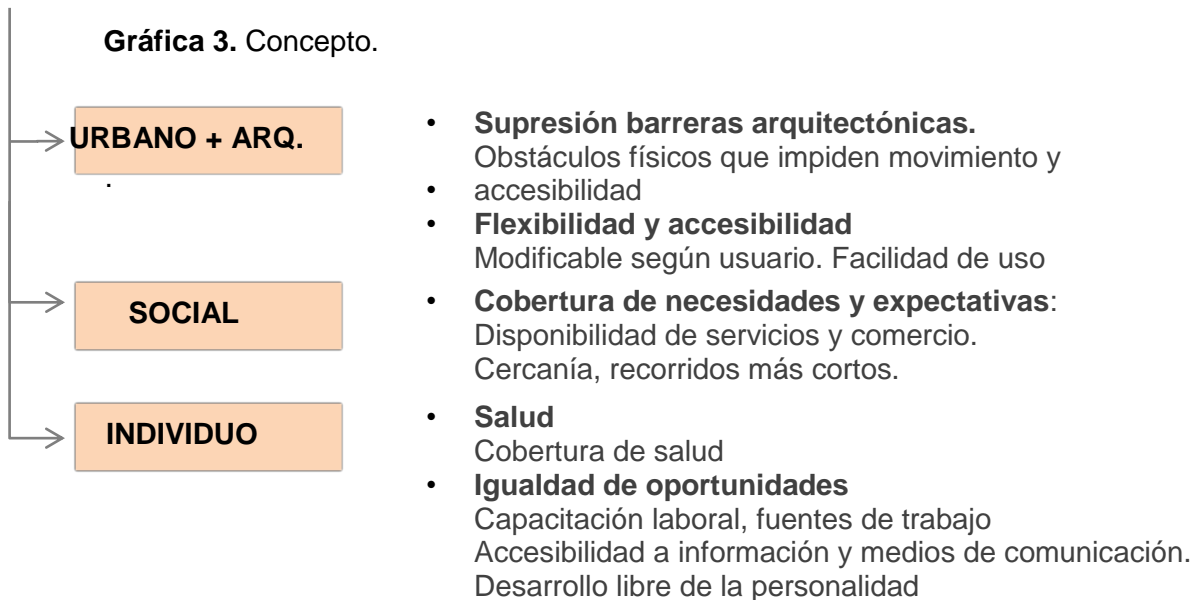 Gráfica 3. Concepto.
URBANO + ARQ.
.
• Supresión barreras arquitectónicas.
Obstáculos físicos que impiden movimiento y
• accesibilidad
• Flexibilidad y accesibilidad
Modificable según usuario. Facilidad de uso
SOCIAL
• Cobertura de necesidades y expectativas:
Disponibilidad de servicios y comercio.
Cercanía, recorridos más cortos.
INDIVIDUO
• Salud
Cobertura de salud
• Igualdad de oportunidades
Capacitación laboral, fuentes de trabajo
Accesibilidad a información y medios de comunicación.
Desarrollo libre de la personalidad